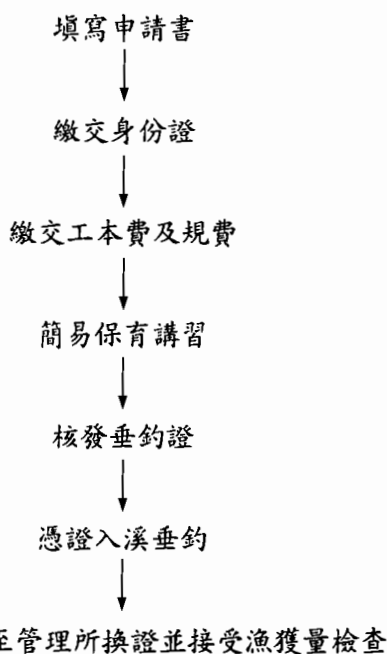 填寫申請書
繳交身份證
繳交工本費及規費
簡易保育講習
核發垂釣證
憑證入溪垂釣
至管理所換證並接受漁獲量檢查